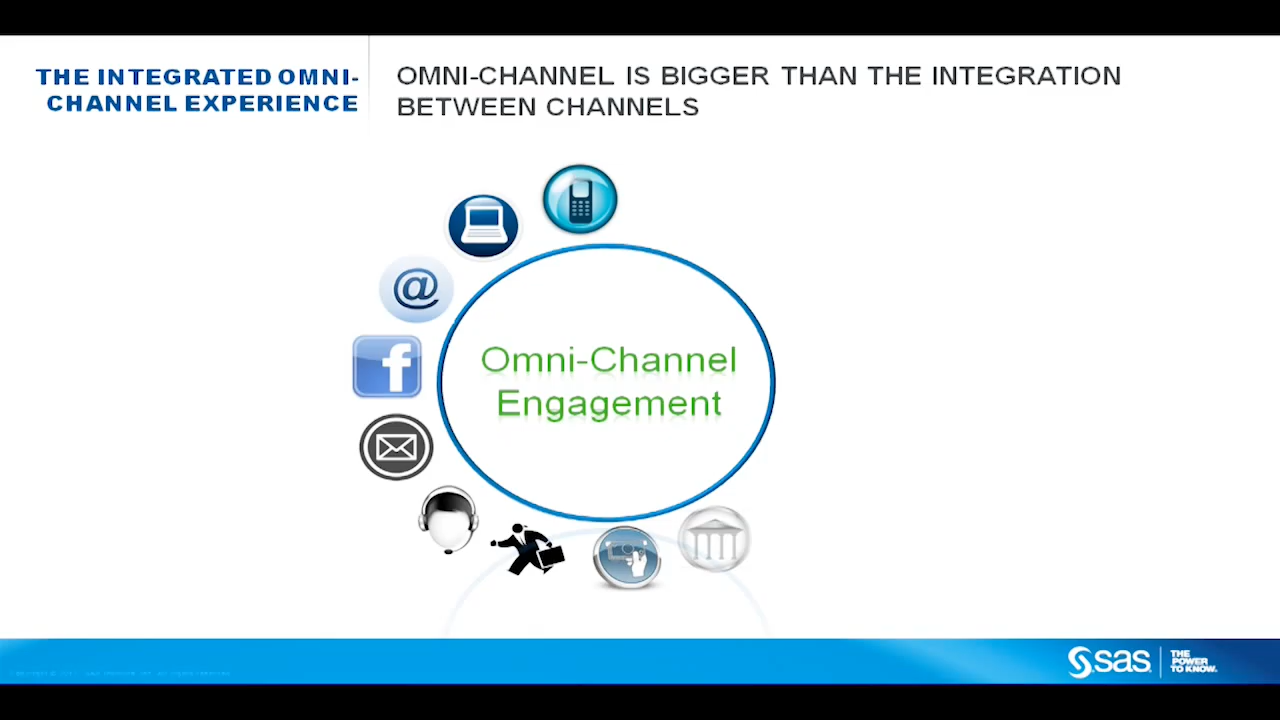 THE INTEGRATED OMNI-
CHANNEL EXPERIENCE
OMNI-CHANNEL IS BIGGER THAN THE INTEGRATION
BETWEEN CHANNELS
@
f
Omni-Channel
Engagement
sas
THE
POWER
TO KNOW.